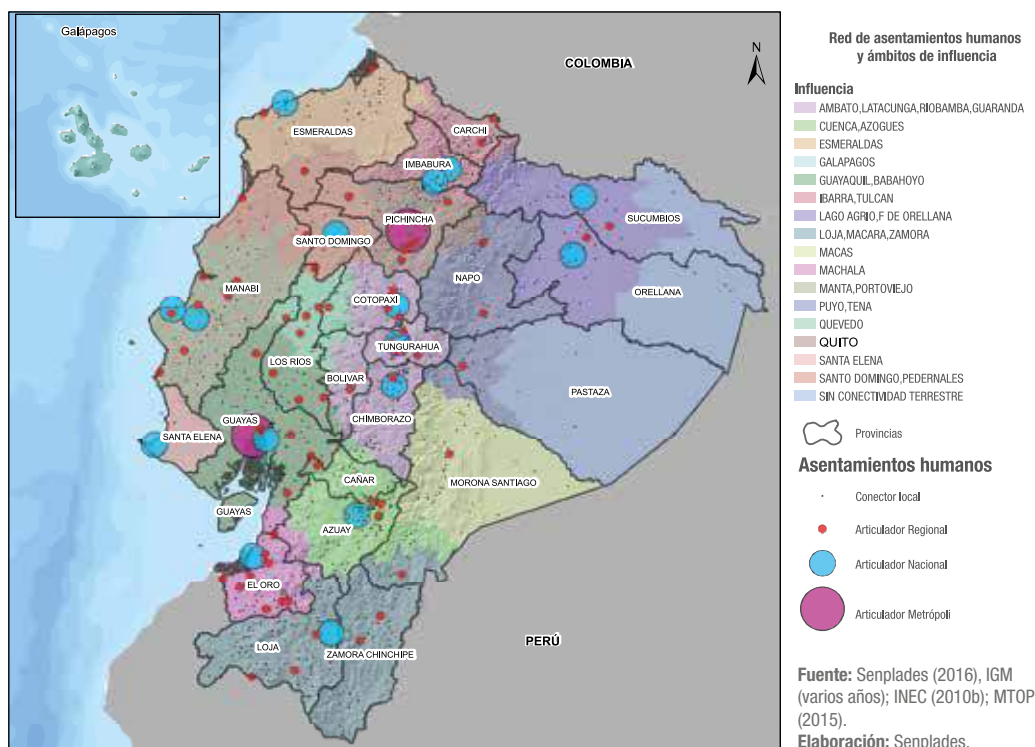 Galápagos
COLOMBIA
N
ESMERALDAS
CARCHI
IMBABURA
SUCUMBIOS
PICHINCHA
SANTO DOMINGO
NAPO
MANABI
COTOPAXI
ORELLANA
TUNGURAHUA
LOS RIOS
BOLIVAR
PASTAZA
CHIMBORAZO
GUAYAS
SANTA ELENA
CAÑAR
MORONA SANTIAGO
GUAYAS
AZUAY
EL ORO
PERÚ
LOJA
ZAMORA CHINCHIPE
Red de asentamientos humanos
y ámbitos de influencia
Influencia
AMBATO,LATACUNGA,RIOBAMBA,GUARANDA
CUENCA,AZOGUES
ESMERALDAS
GALAPAGOS
GUAYAQUIL,BABAHOYO
IBARRA,TULCAN
LAGO AGRIO,F DE ORELLANA
LOJA,MACARA,ZAMORA
MACAS
MACHALA
MANTA,PORTOVIEJO
PUYO,TENA
QUEVEDO
QUITO
SANTA ELENA
SANTO DOMINGO,PEDERNALES
SIN CONECTIVIDAD TERRESTRE
Provincias
Asentamientos humanos
Conector local
Articulador Regional
Articulador Nacional
Articulador Metrópoli
Fuente: Senplades (2016), IGM
(varios años); INEC (2010b); MTOP
(2015).
Elaboración: Senplades.